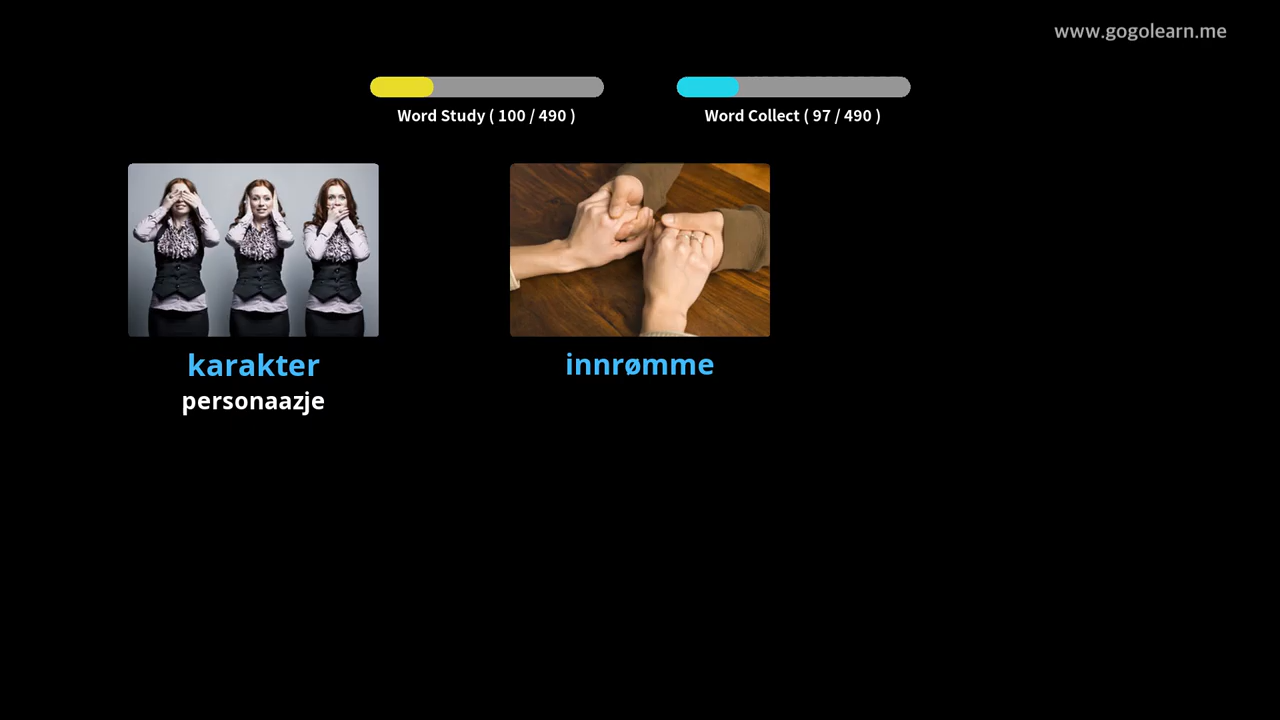 www.gogolearn.me
Word Study ( 100 / 490 )
Word Collect ( 97 / 490 )
karakter
personaazje
innrømme